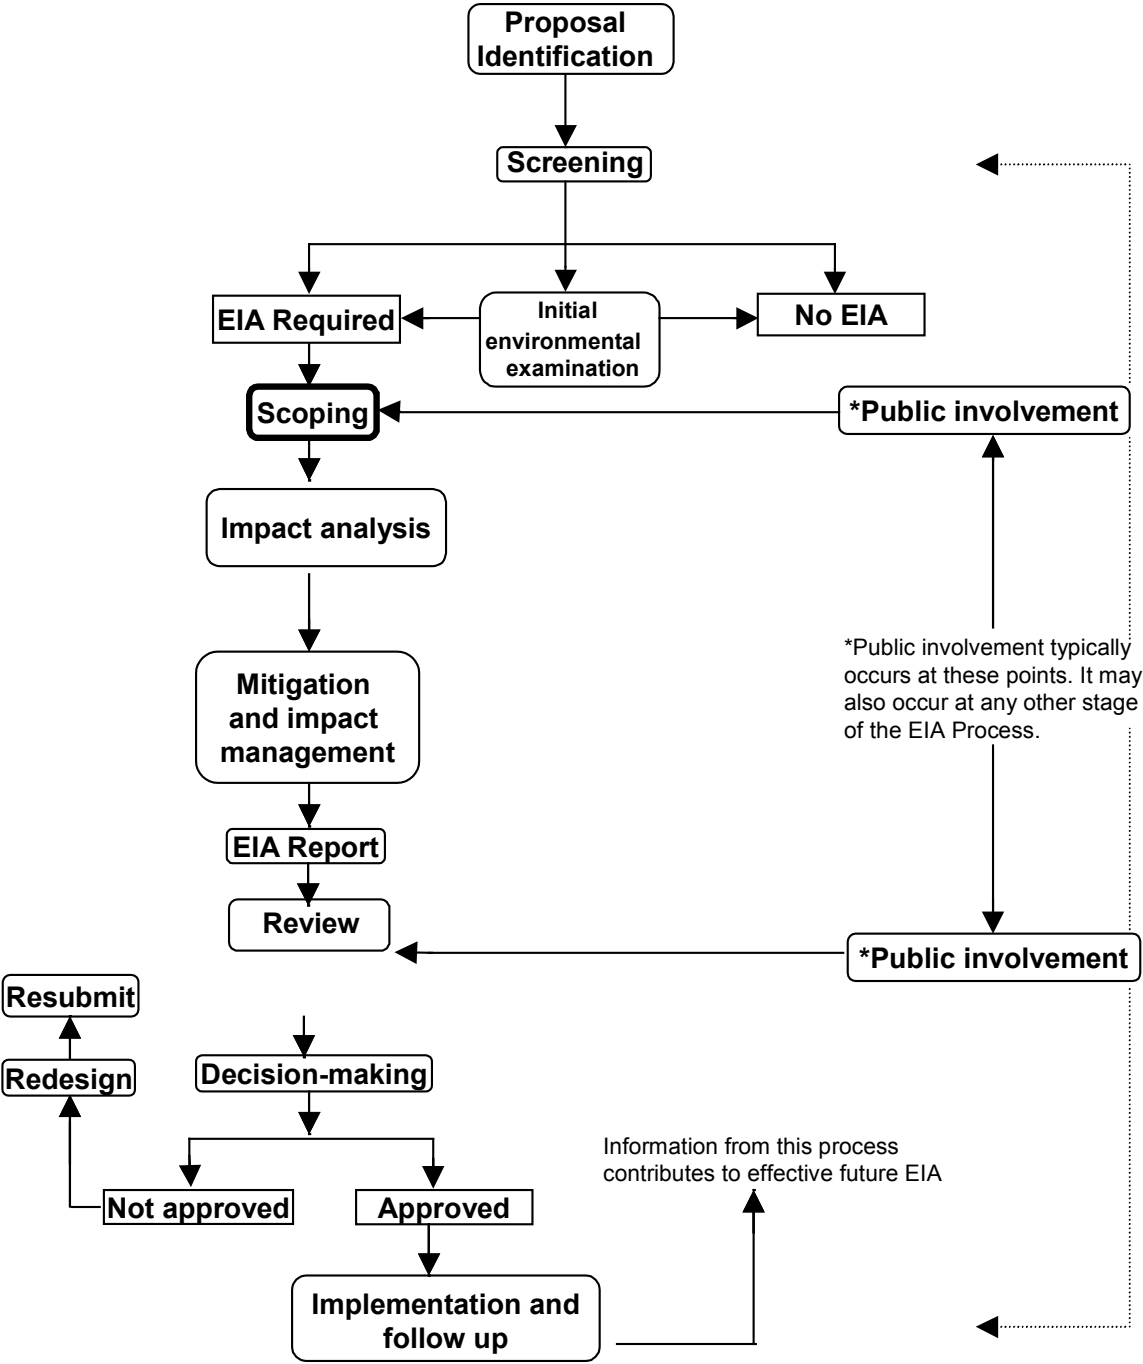 Proposal
Identification
Screening
EIA Required
Initial
environmental
examination
No EIA
Scoping
*Public involvement
Impact analysis
*Public involvement typically
occurs at these points. It may
also occur at any other stage
of the EIA Process.
Mitigation
and impact
management
EIA Report
Review
*Public involvement
Resubmit
Redesign
Decision-making
Information from this process
contributes to effective future EIA
Not approved
Approved
Implementation and
follow up